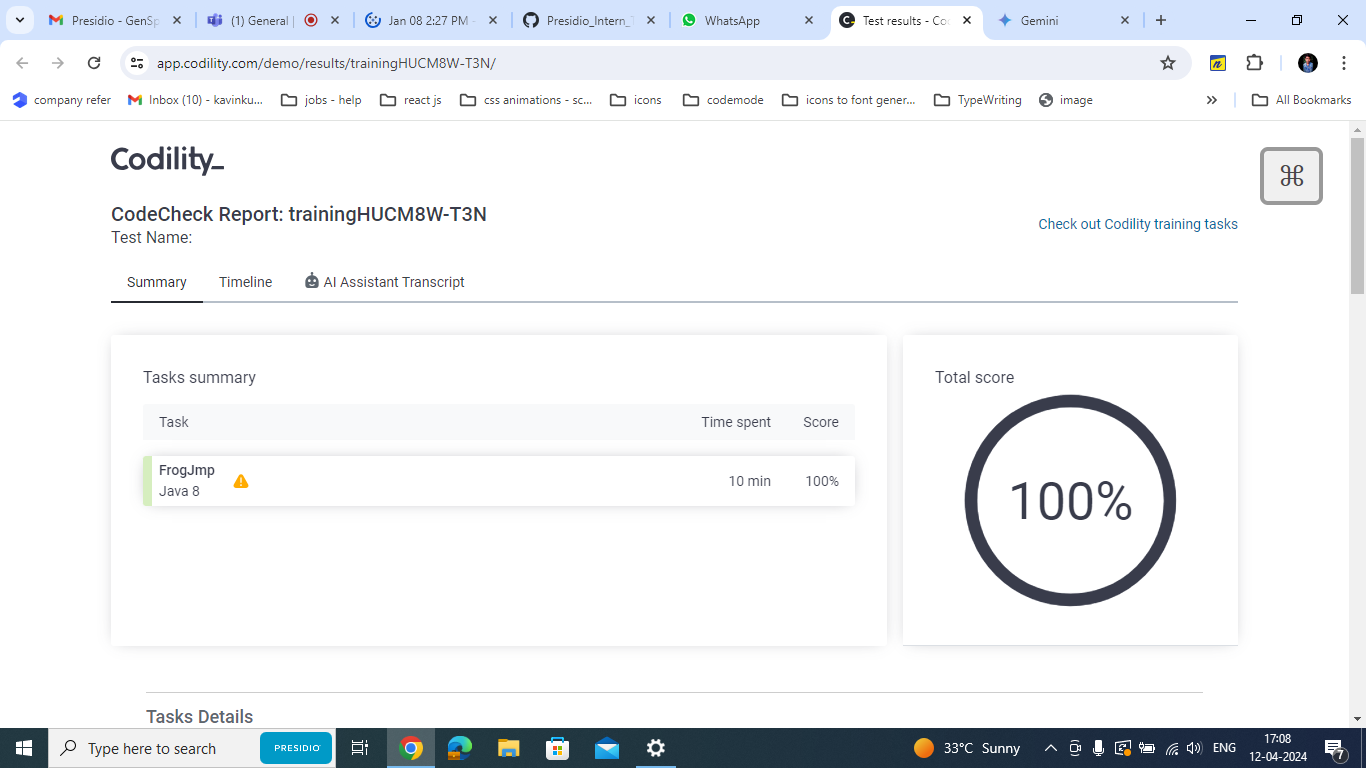 Presidio - GenSp
(1) General |
Jan 08 2:27 PM -
Presidio_Intern_T
WhatsApp
Test results - Co
Gemini
app.codility.com/demo/results/trainingHUCM8W-T3N/
company refer
Inbox (10) - kavinku...
jobs - help
react js
css animations - sc...
icons
codemode
icons to font gener...
TypeWriting
image
»
All Bookmarks
Codility_
⌘
CodeCheck Report: trainingHUCM8W-T3N
Test Name:
Check out Codility training tasks
Summary
Timeline
AI Assistant Transcript
Tasks summary
Task
Time spent
Score
FrogJmp
Java 8
10 min
100%
Total score
100%
Tasks Details
Type here to search
PRESIDIO
33°C Sunny
ENG
17:08
12-04-2024
7